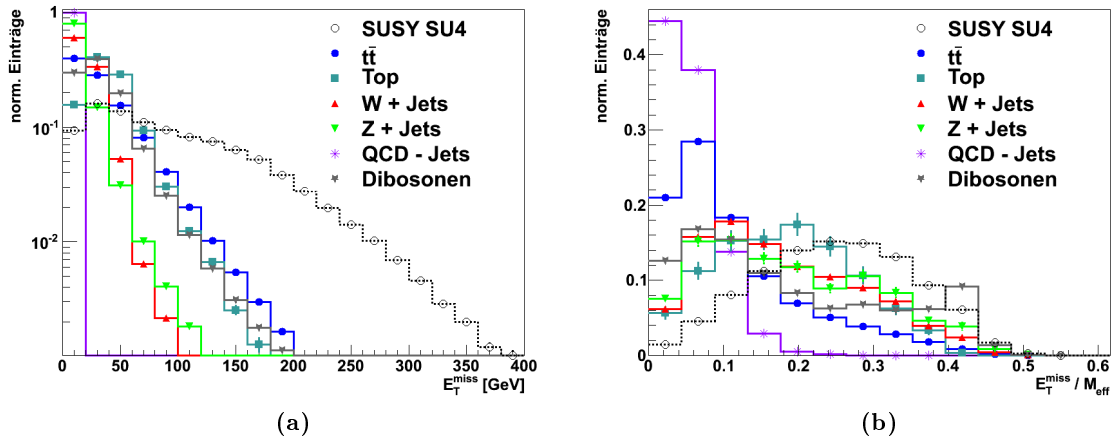 norm. Einträge
1
10⁻¹
10⁻²
0 50 100 150 200 250 300 350 400
E_T^miss [GeV]
SUSY SU4
tt̄
Top
W + Jets
Z + Jets
QCD - Jets
Dibosonen
(a)
norm. Einträge
0.4
0.3
0.2
0.1
0
0 0.1 0.2 0.3 0.4 0.5 0.6
E_T^miss / M_eff
SUSY SU4
tt̄
Top
W + Jets
Z + Jets
QCD - Jets
Dibosonen
(b)